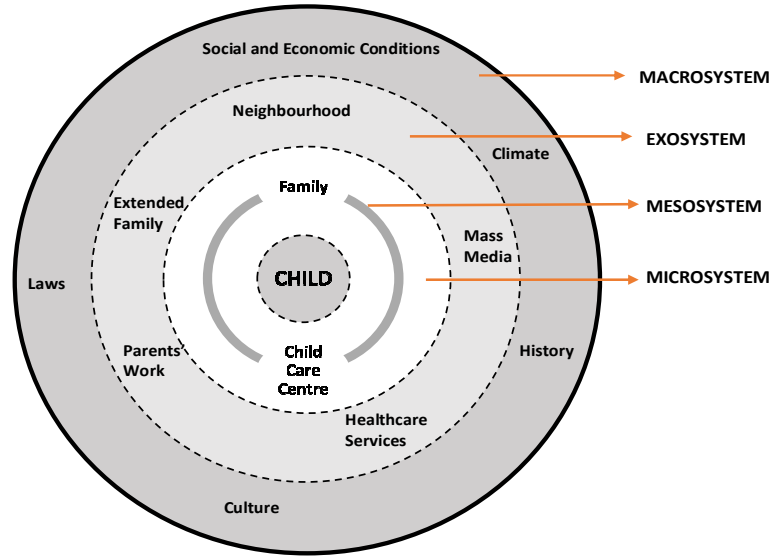 Social and Economic Conditions
MACROSYSTEM
Neighbourhood
EXOSYSTEM
Climate
Family
Extended
Family
MESOSYSTEM
Mass
Media
CHILD
MICROSYSTEM
Laws
Parents'
Work
Child
Care
Centre
History
Healthcare
Services
Culture